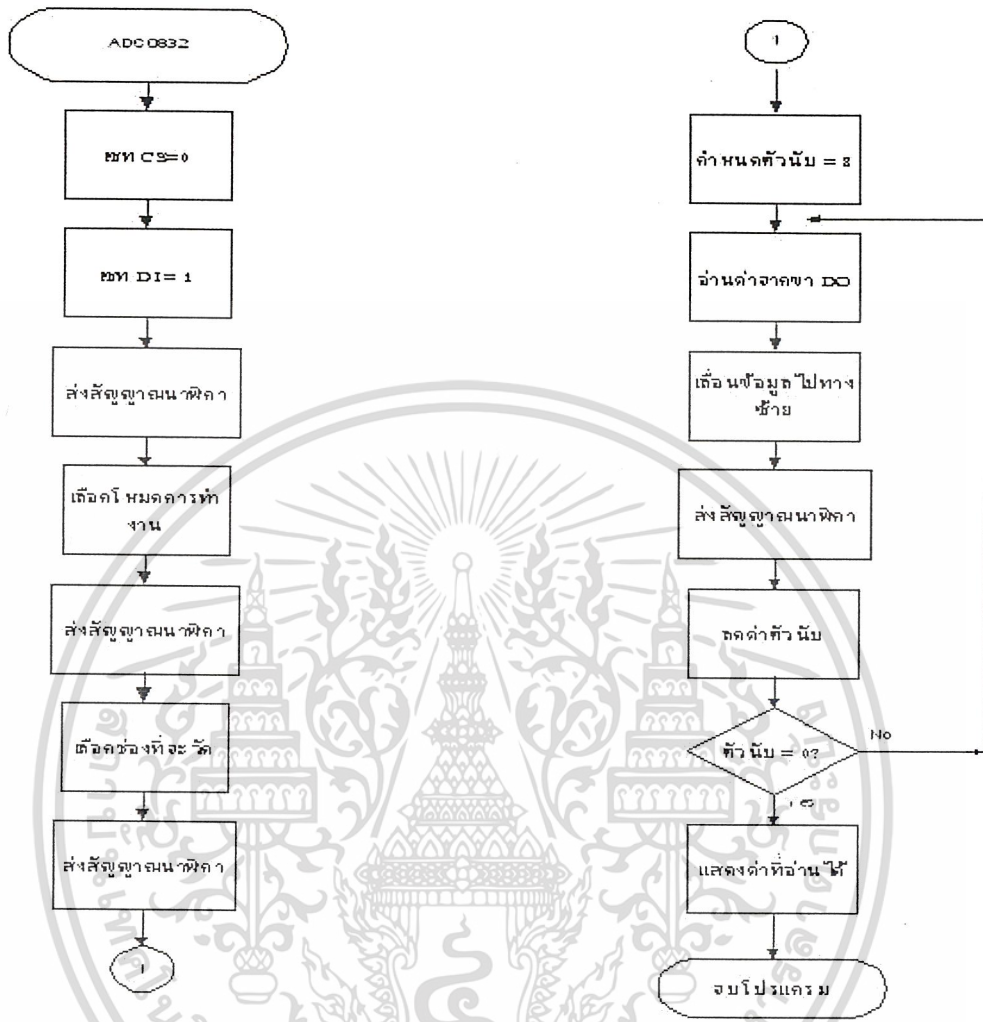 ADC0832
เซท CS=0
เซท DI= 1
ส่งสัญญาณนาฬิกา
เลือกโหมดการทำ
งาน
ส่งสัญญาณนาฬิกา
เลือกช่องที่จะวัด
ส่งสัญญาณนาฬิกา
1
1
กำหนดตัวนับ = 8
อ่านค่าจากขา DO
เลื่อนข้อมูลไปทาง
ซ้าย
ส่งสัญญาณนาฬิกา
ลดค่าตัวนับ
ตัวนับ = 0?
No
แสดงค่าที่อ่านได้
จบโปรแกรม